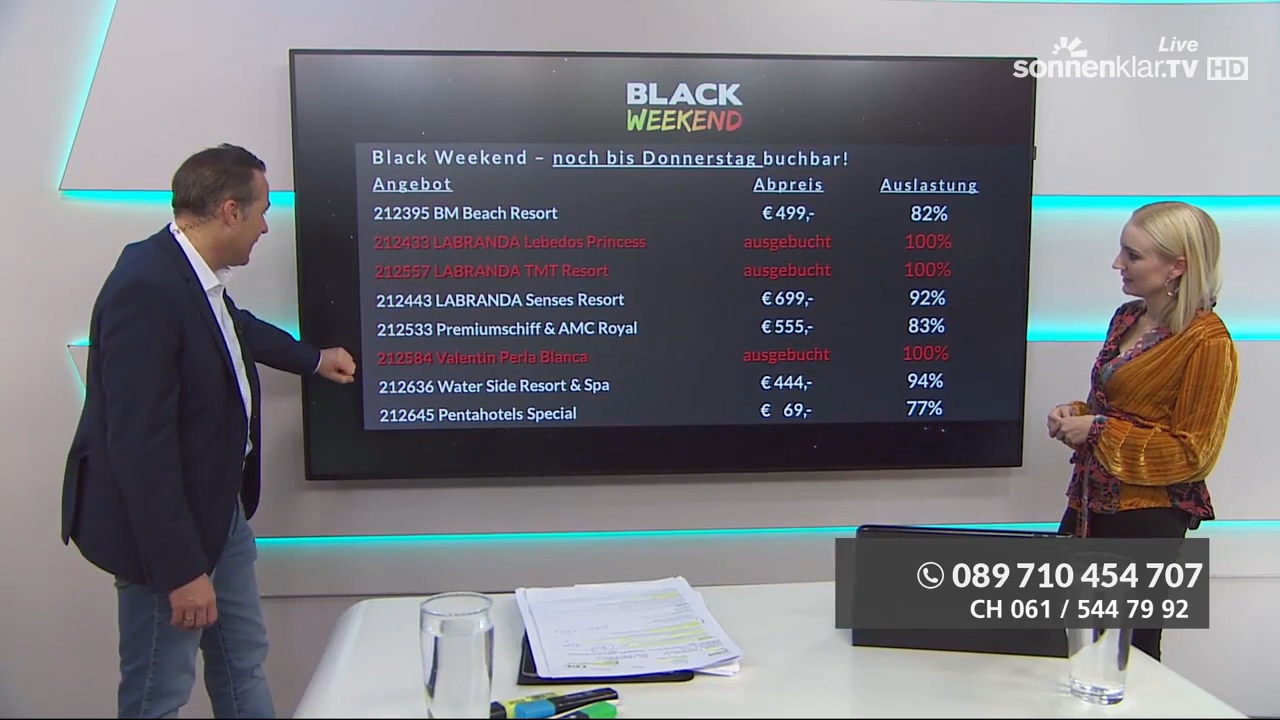 Live
sonnenklar.TV HD
BLACK
WEEKEND
Black Weekend – noch bis Donnerstag buchbar!
Angebot Abpreis Auslastung
212395 BM Beach Resort € 499,- 82%
212433 LABRANDA Lebedos Princess ausgebucht 100%
212557 LABRANDA TMT Resort ausgebucht 100%
212443 LABRANDA Senses Resort € 699,- 92%
212533 Premiumschiff & AMC Royal € 555,- 83%
212584 Valentin Perla Blanca ausgebucht 100%
212636 Water Side Resort & Spa € 444,- 94%
212645 Pentahotels Special € 69,- 77%
089 710 454 707
CH 061 / 544 79 92